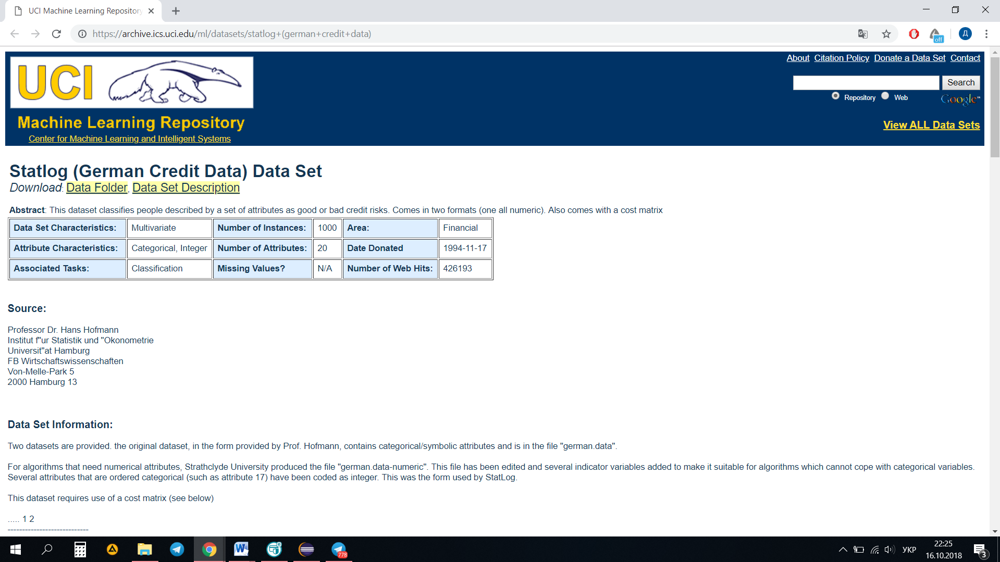 UCI Machine Learning Repository
https://archive.ics.uci.edu/ml/datasets/statlog+(german+credit+data)
off
Д
About Citation Policy Donate a Data Set Contact
UCI
Search
Repository Web
Google™
Machine Learning Repository
View ALL Data Sets
Center for Machine Learning and Intelligent Systems
Statlog (German Credit Data) Data Set
Download: Data Folder, Data Set Description
Abstract: This dataset classifies people described by a set of attributes as good or bad credit risks. Comes in two formats (one all numeric). Also comes with a cost matrix
Data Set Characteristics: Multivariate Number of Instances: 1000 Area: Financial
Attribute Characteristics: Categorical, Integer Number of Attributes: 20 Date Donated 1994-11-17
Associated Tasks: Classification Missing Values? N/A Number of Web Hits: 426193
Source:
Professor Dr. Hans Hofmann
Institut f"ur Statistik und "Okonometrie
Universit"at Hamburg
FB Wirtschaftswissenschaften
Von-Melle-Park 5
2000 Hamburg 13
Data Set Information:
Two datasets are provided. the original dataset, in the form provided by Prof. Hofmann, contains categorical/symbolic attributes and is in the file "german.data".
For algorithms that need numerical attributes, Strathclyde University produced the file "german.data-numeric". This file has been edited and several indicator variables added to make it suitable for algorithms which cannot cope with categorical variables.
Several attributes that are ordered categorical (such as attribute 17) have been coded as integer. This was the form used by StatLog.
This dataset requires use of a cost matrix (see below)
..... 1 2
----------------------------
W
778
УКР
22:25
16.10.2018
3